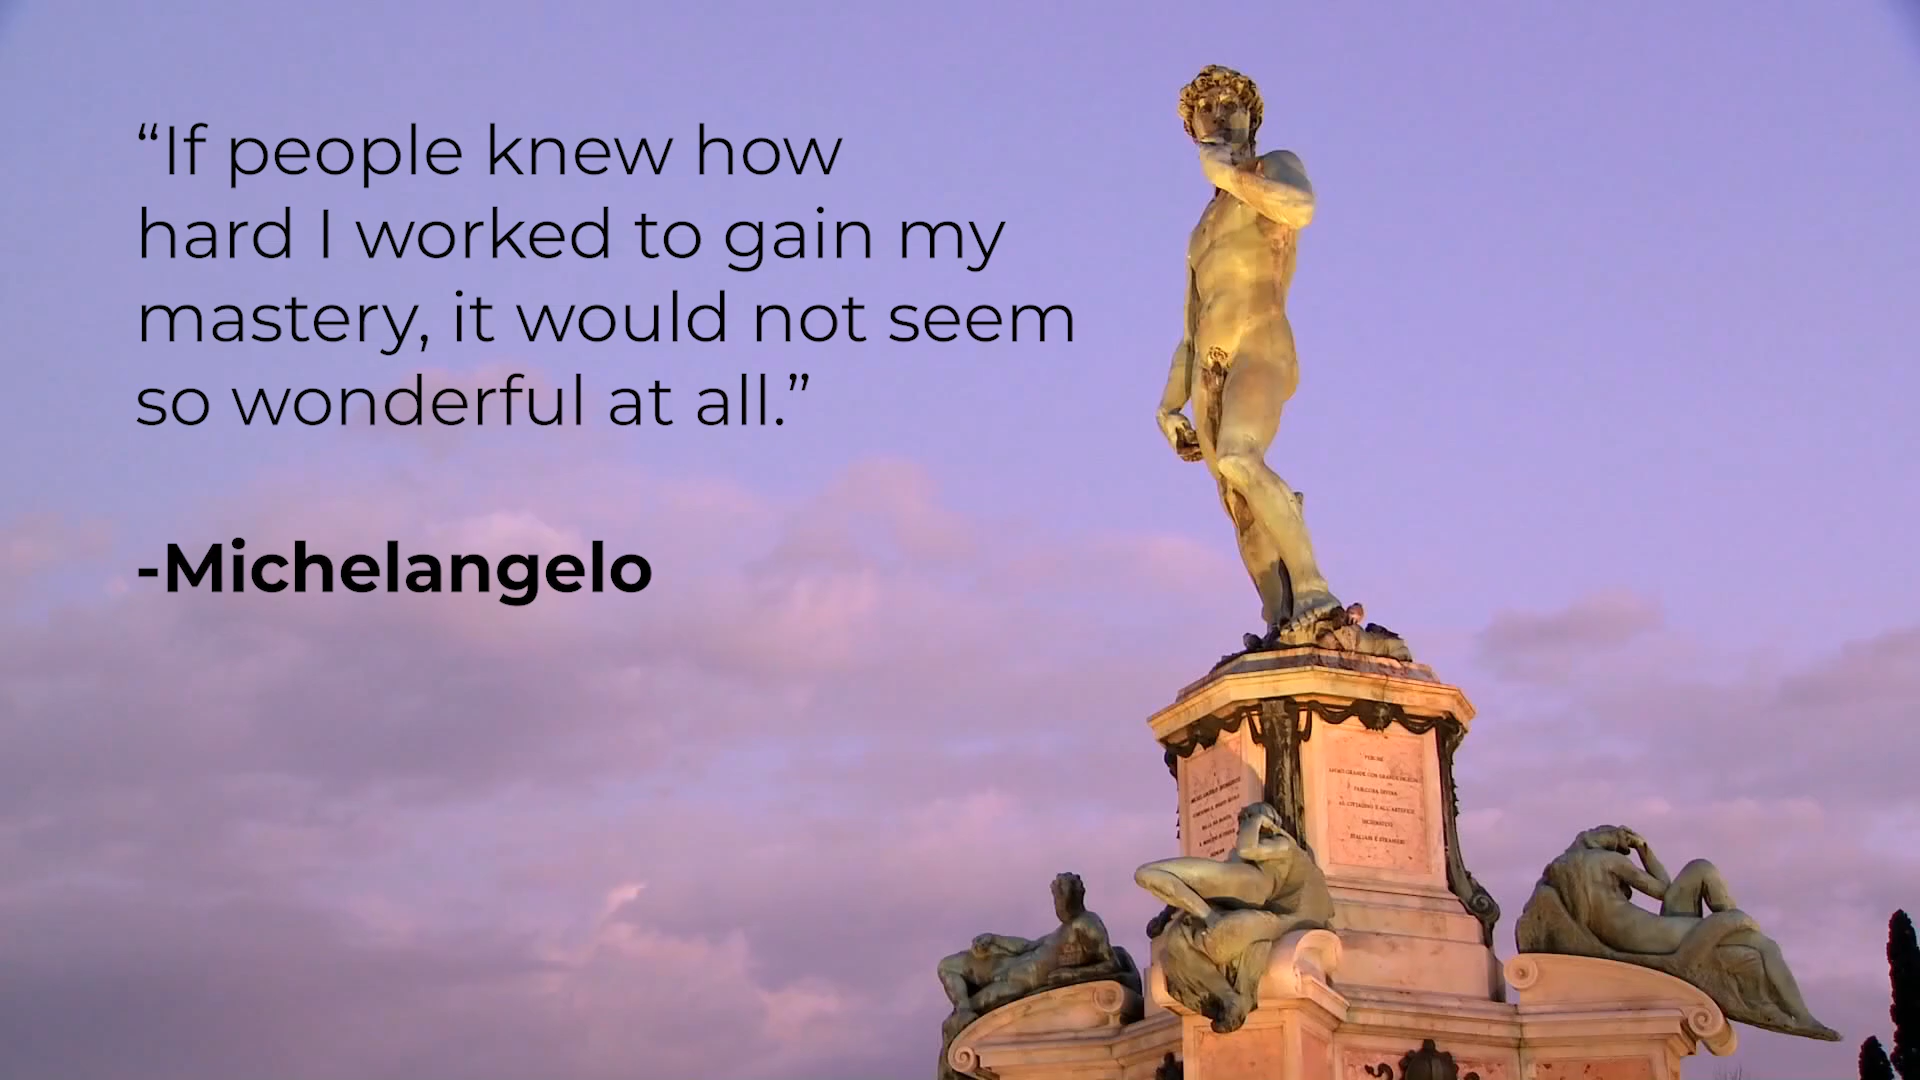 “If people knew how
hard I worked to gain my
mastery, it would not seem
so wonderful at all.”
-Michelangelo